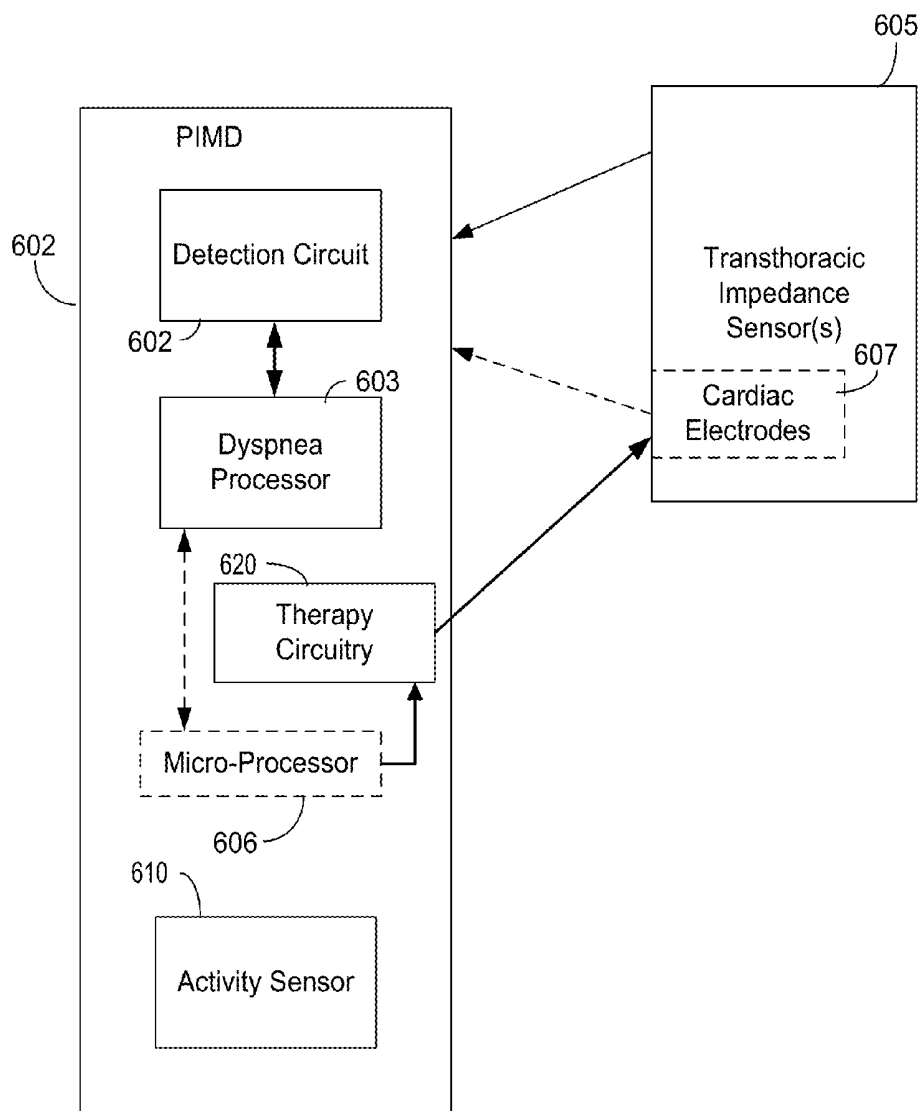 605
PIMD
602
Detection Circuit
602
603
Dyspnea
Processor
Transthoracic
Impedance
Sensor(s)
607
Cardiac
Electrodes
620
Therapy
Circuitry
Micro-Processor
606
610
Activity Sensor